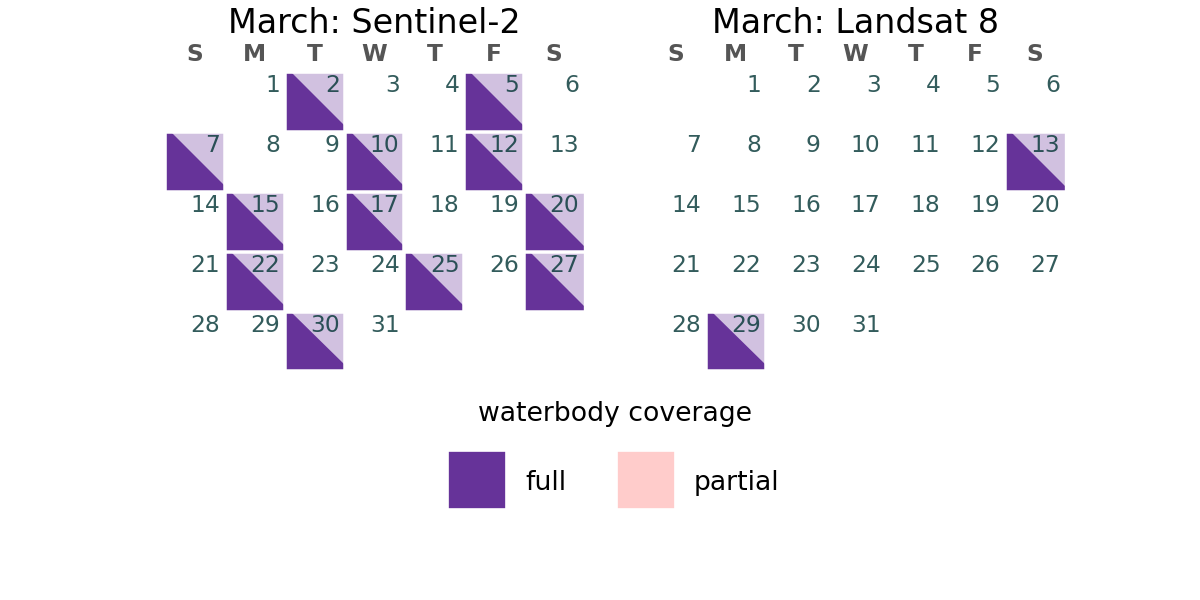 March: Sentinel-2
S M T W T F S
1 2 3 4 5 6
7 8 9 10 11 12 13
14 15 16 17 18 19 20
21 22 23 24 25 26 27
28 29 30 31
March: Landsat 8
S M T W T F S
1 2 3 4 5 6
7 8 9 10 11 12 13
14 15 16 17 18 19 20
21 22 23 24 25 26 27
28 29 30 31
waterbody coverage
full partial